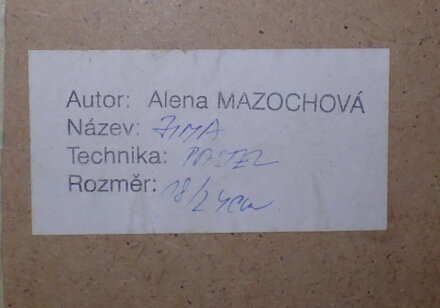 Autor: Alena MAZOCHOVÁ
Název: ZIMA
Technika: PASTEL
Rozměr: 18/24cm